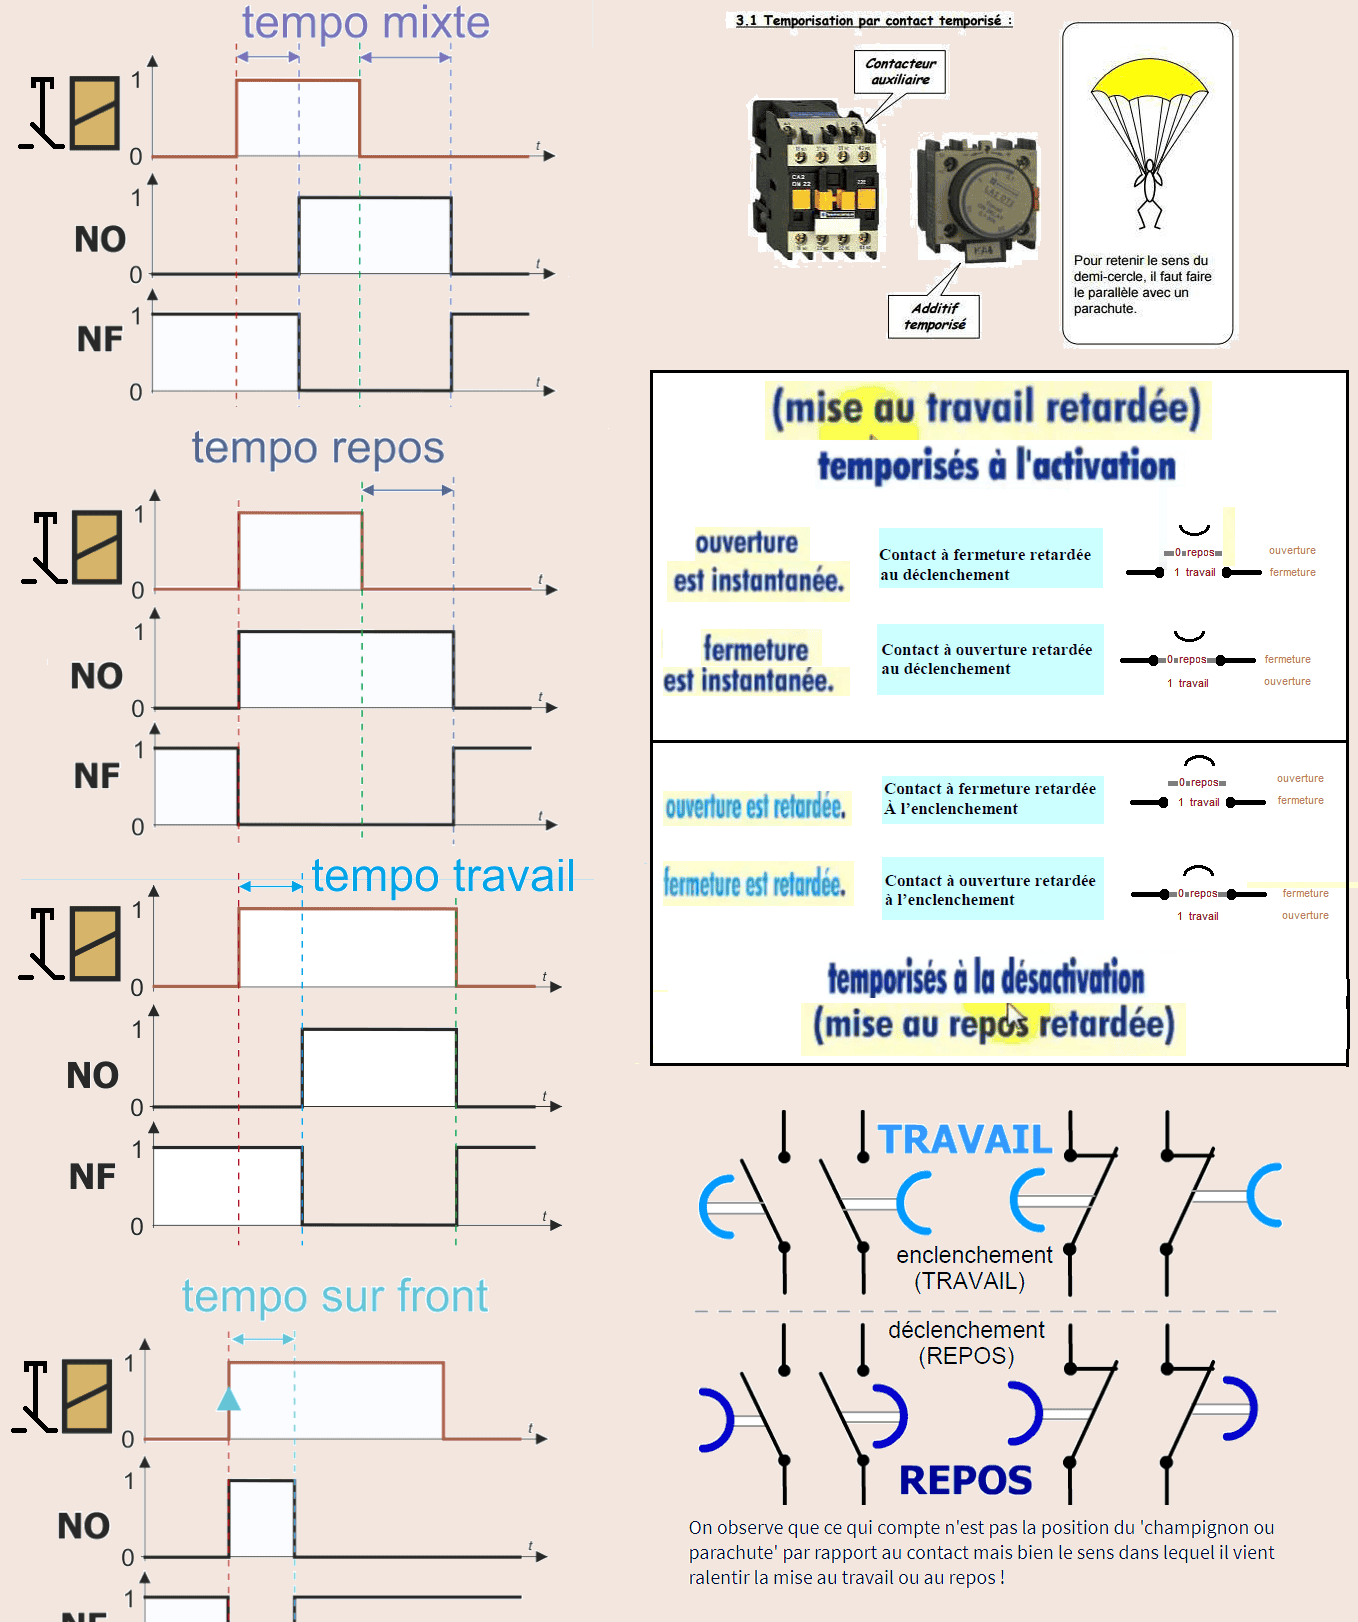 tempo mixte
1
0
t
NO
1
0
t
NF
1
0
t
tempo repos
1
0
t
NO
1
0
t
NF
1
0
t
tempo travail
1
0
t
NO
1
0
t
NF
1
0
t
tempo sur front
1
0
t
NO
1
0
t
NF
1
3.1 Temporisation par contact temporisé :
Contacteur
auxiliaire
CA2
DN 22
Additif
temporisé
Pour retenir le sens du
demi-cercle, il faut faire
le parallèle avec un
parachute.
(mise au travail retardée)
temporisés à l'activation
ouverture
est instantanée.
Contact à fermeture retardée
au déclenchement
0 repos
1 travail
ouverture
fermeture
fermeture
est instantanée.
Contact à ouverture retardée
au déclenchement
0 repos
1 travail
fermeture
ouverture
ouverture est retardée.
Contact à fermeture retardée
À l’enclenchement
0 repos
1 travail
ouverture
fermeture
fermeture est retardée.
Contact à ouverture retardée
à l’enclenchement
0 repos
1 travail
fermeture
ouverture
temporisés à la désactivation
(mise au repos retardée)
TRAVAIL
enclenchement
(TRAVAIL)
déclenchement
(REPOS)
REPOS
On observe que ce qui compte n'est pas la position du 'champignon ou
parachute' par rapport au contact mais bien le sens dans lequel il vient
ralentir la mise au travail ou au repos !